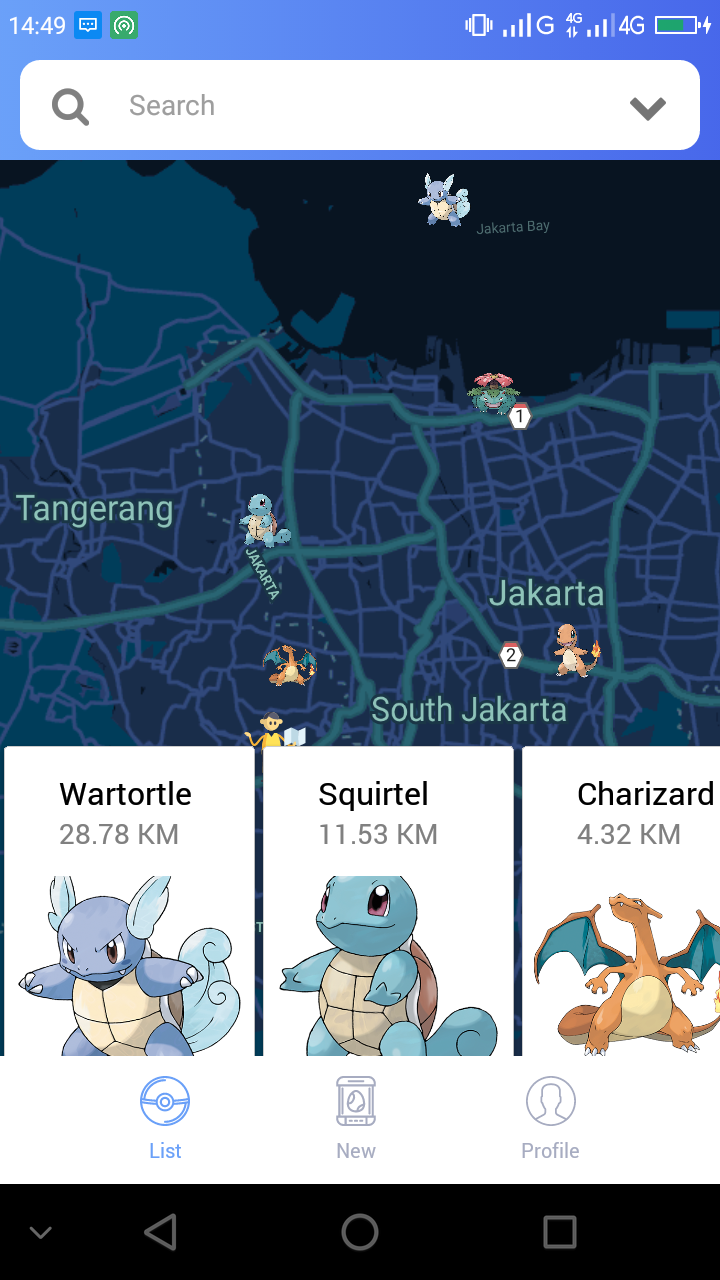 14:49
G 4G 4G
Search
Jakarta Bay
1
Tangerang
JAKARTA
Jakarta
2
South Jakarta
Wartortle
28.78 KM
Squirtel
11.53 KM
Charizard
4.32 KM
List
New
Profile